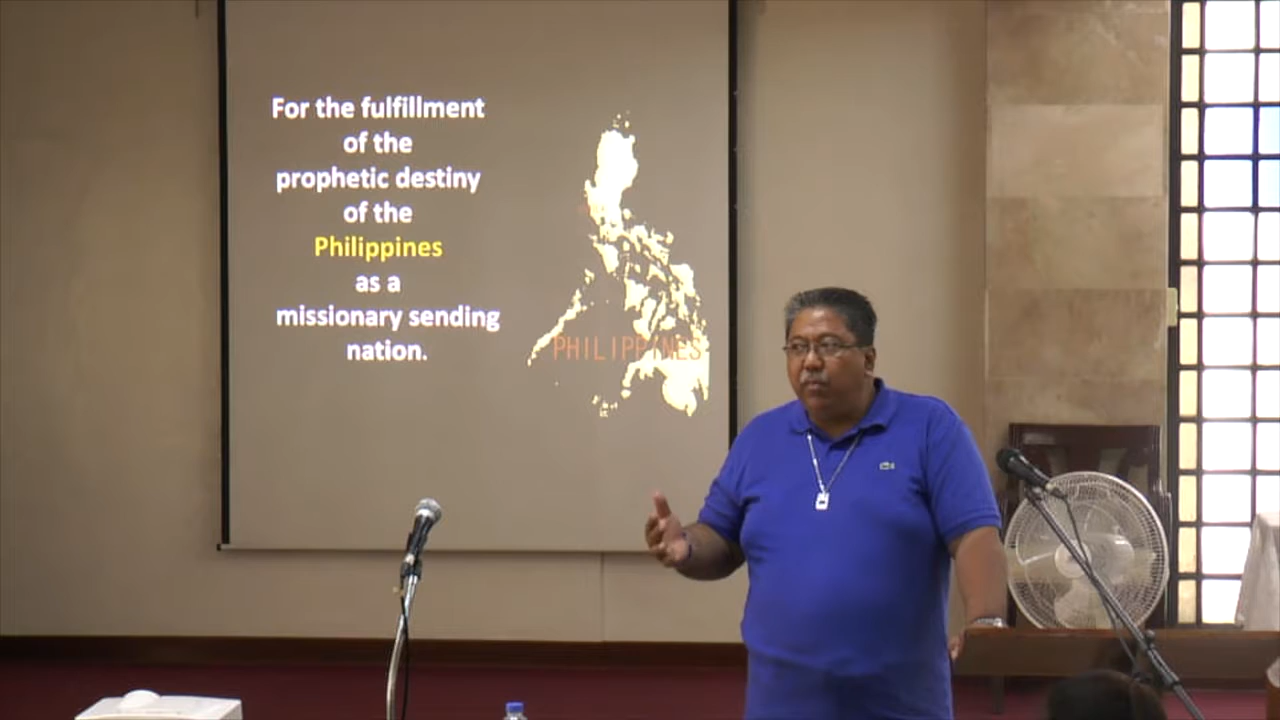 For the fulfillment
of the
prophetic destiny
of the
Philippines
as a
missionary sending
nation.
PHILIPPINES